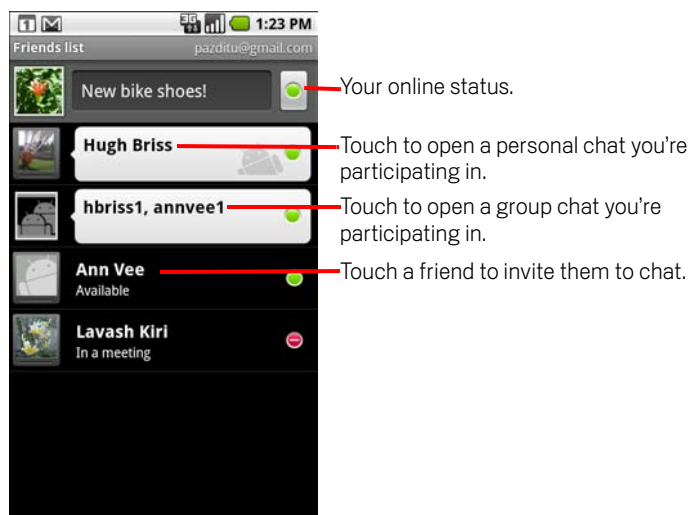 1 3G 1:23 PM
Friends list pazditu@gmail.com
New bike shoes!
Your online status.
Hugh Briss
Touch to open a personal chat you're
participating in.
hbriss1, annvee1
Touch to open a group chat you're
participating in.
Ann Vee
Available
Touch a friend to invite them to chat.
Lavash Kiri
In a meeting